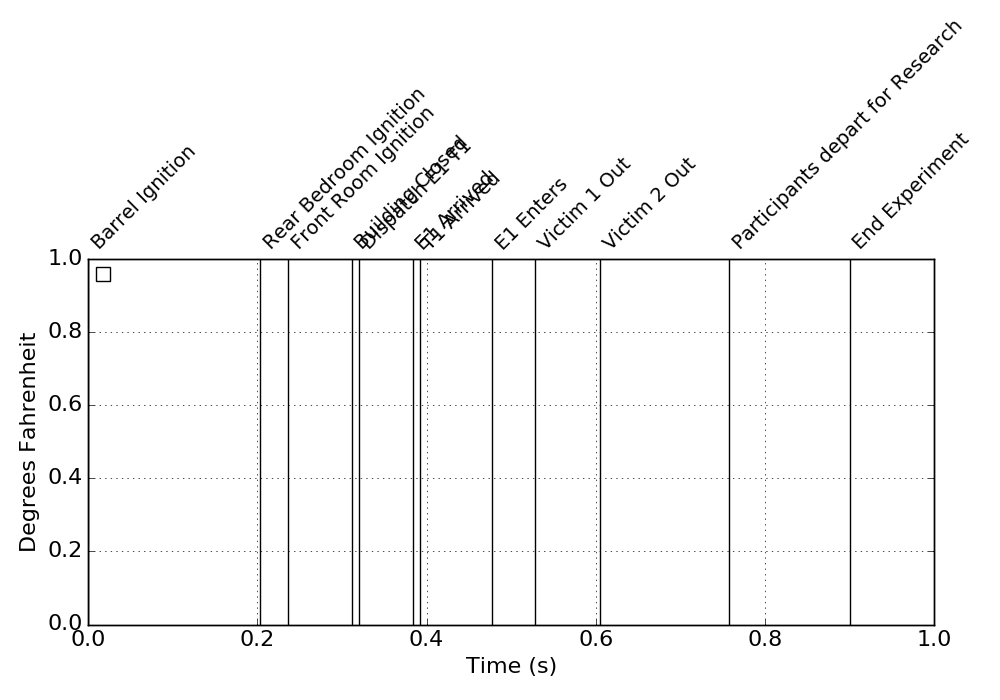 Barrel Ignition
Rear Bedroom Ignition
Front Room Ignition
Building Closed
Dispatch E1 T1
E1 Arrived
T1 Arrived
E1 Enters
Victim 1 Out
Victim 2 Out
Participants depart for Research
End Experiment
1.0
0.8
0.6
0.4
0.2
0.0
Degrees Fahrenheit
0.0 0.2 0.4 0.6 0.8 1.0
Time (s)